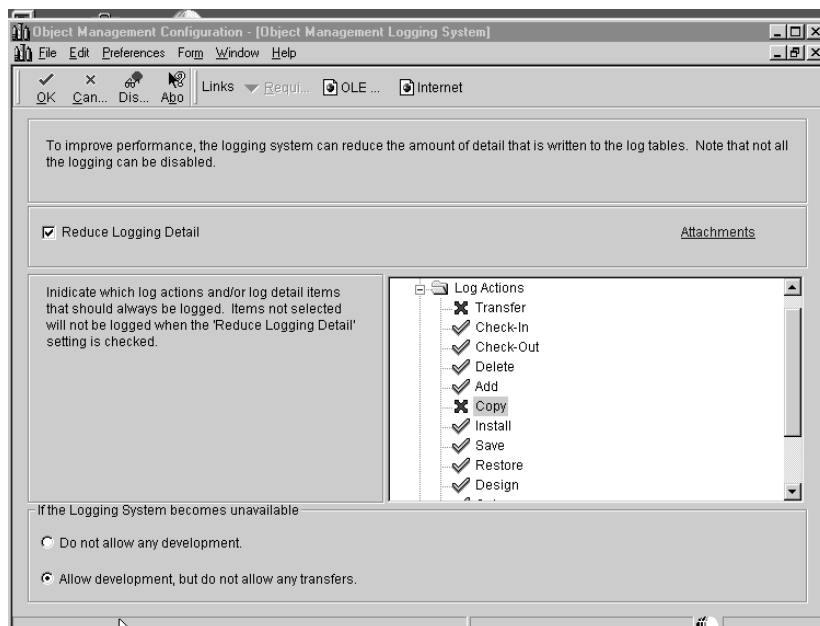 Object Management Configuration - [Object Management Logging System]
File Edit Preferences Form Window Help
OK Can... Dis... Abo Links Requi... OLE ... Internet
To improve performance, the logging system can reduce the amount of detail that is written to the log tables. Note that not all
the logging can be disabled.
Reduce Logging Detail
Attachments
Inidicate which log actions and/or log detail items
that should always be logged. Items not selected
will not be logged when the 'Reduce Logging Detail'
setting is checked.
Log Actions
Transfer
Check-In
Check-Out
Delete
Add
Copy
Install
Save
Restore
Design
If the Logging System becomes unavailable
Do not allow any development.
Allow development, but do not allow any transfers.